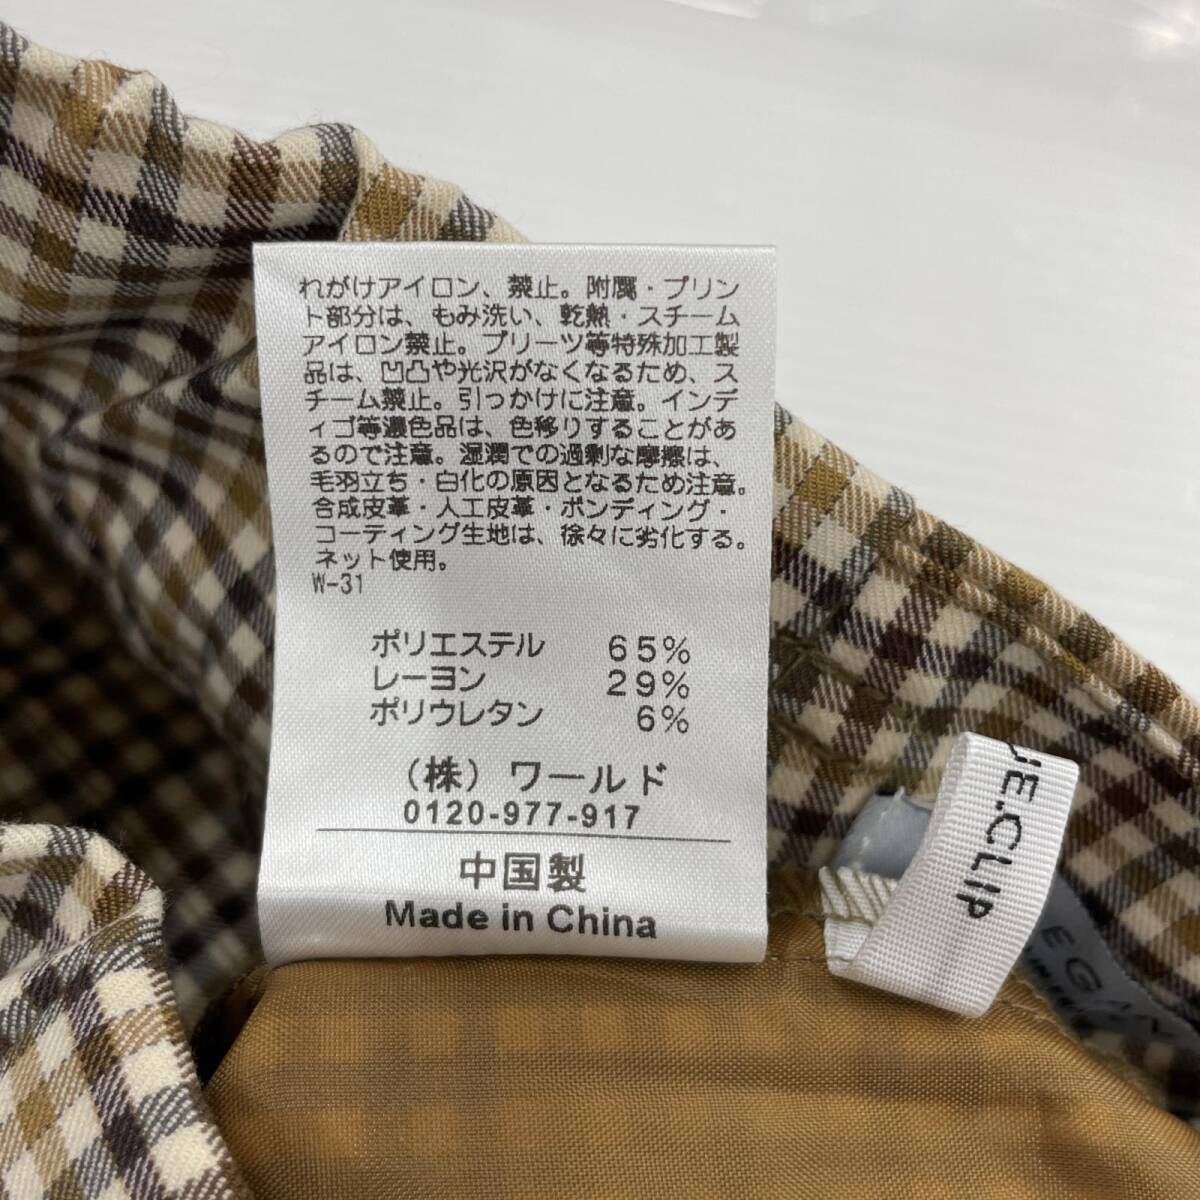 れがけアイロン、禁止。附属・プリン
ト部分は、もみ洗い、乾熱・スチーム
アイロン禁止。プリーツ等特殊加工製
品は、凹凸や光沢がなくなるため、ス
チーム禁止。引っかけに注意。インデ
ィゴ等濃色品は、色移りすることがあ
るので注意。湿潤での過剰な摩擦は、
毛羽立ち・白化の原因となるため注意。
合成皮革・人工皮革・ボンディング・
コーティング生地は、徐々に劣化する。
ネット使用。
W-31
ポリエステル 65%
レーヨン 29%
ポリウレタン 6%
(株) ワールド
0120-977-917
中国製
Made in China
E.CLIP